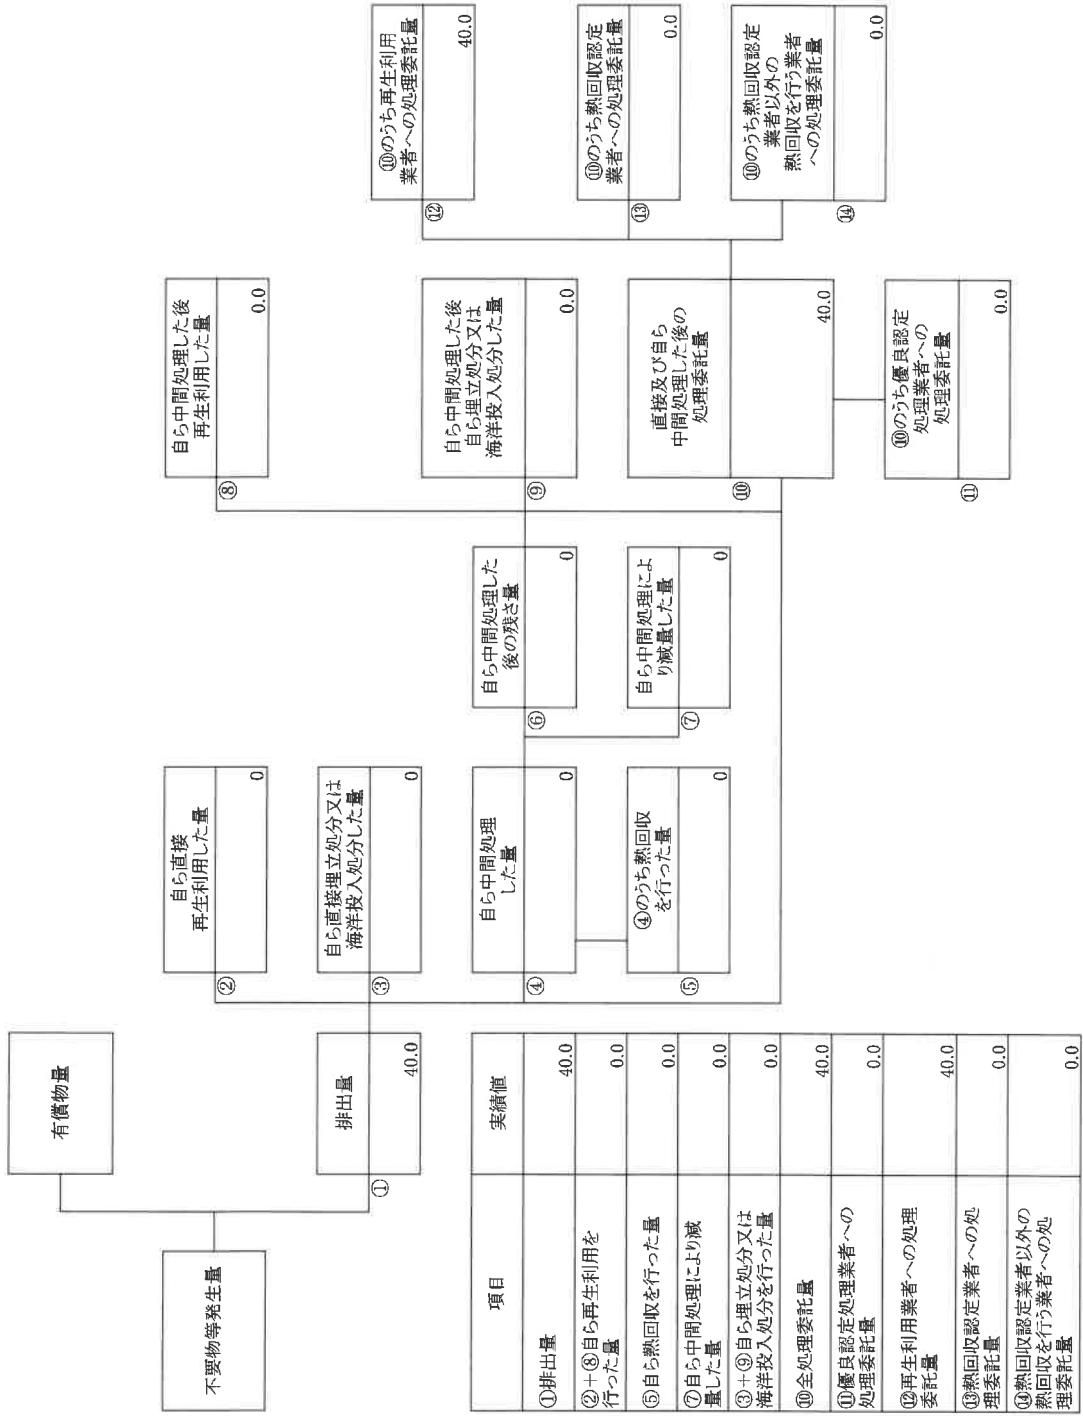 有償物量
不要物等発生量
排出量
①
40.0
自ら直接
再生利用した量
②
0
自ら直接埋立処分又は
海洋投入処分した量
③
0
自ら中間処理
した量
④
0
④のうち熱回収
を行った量
⑤
0
自ら中間処理した
後の残さ量
⑥
0
自ら中間処理によ
り減量した量
⑦
0
自ら中間処理した後
再生利用した量
⑧
0.0
自ら中間処理した後
自ら埋立処分又は
海洋投入処分した量
⑨
0.0
直接及び自ら
中間処理した後の
処理委託量
⑩
40.0
⑩のうち優良認定
処理業者への
処理委託量
⑪
0.0
⑩のうち再生利用
業者への処理委託量
⑫
40.0
⑩のうち熱回収認定
業者への処理委託量
⑬
0.0
⑩のうち熱回収認定
業者以外の
熱回収を行う業者
への処理委託量
⑭
0.0
項目 実績値
①排出量 40.0
②+⑧自ら再生利用を
行った量 0.0
⑤自ら熱回収を行った量 0.0
⑦自ら中間処理により減
量した量 0.0
③+⑨自ら埋立処分又は
海洋投入処分を行った量 0.0
⑩全処理委託量 40.0
⑪優良認定処理業者への
処理委託量 0.0
⑫再生利用業者への処理
委託量 40.0
⑬熱回収認定業者への処
理委託量 0.0
⑭熱回収認定業者以外の
熱回収を行う業者への処
理委託量 0.0